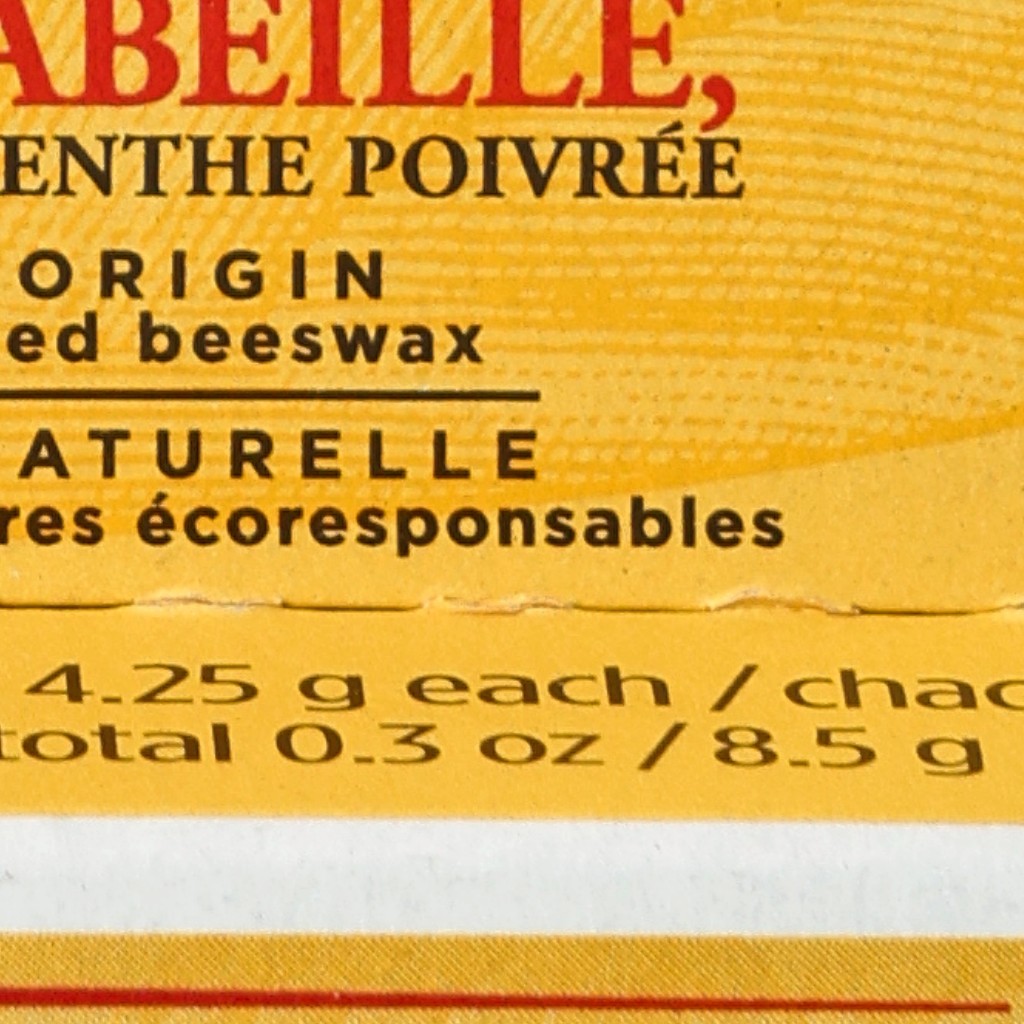 ABEILLE,
ENTHE POIVRÉE
ORIGIN
ed beeswax
ATURELLE
res écoresponsables
4.25 g each / chac
total 0.3 oz / 8.5 g